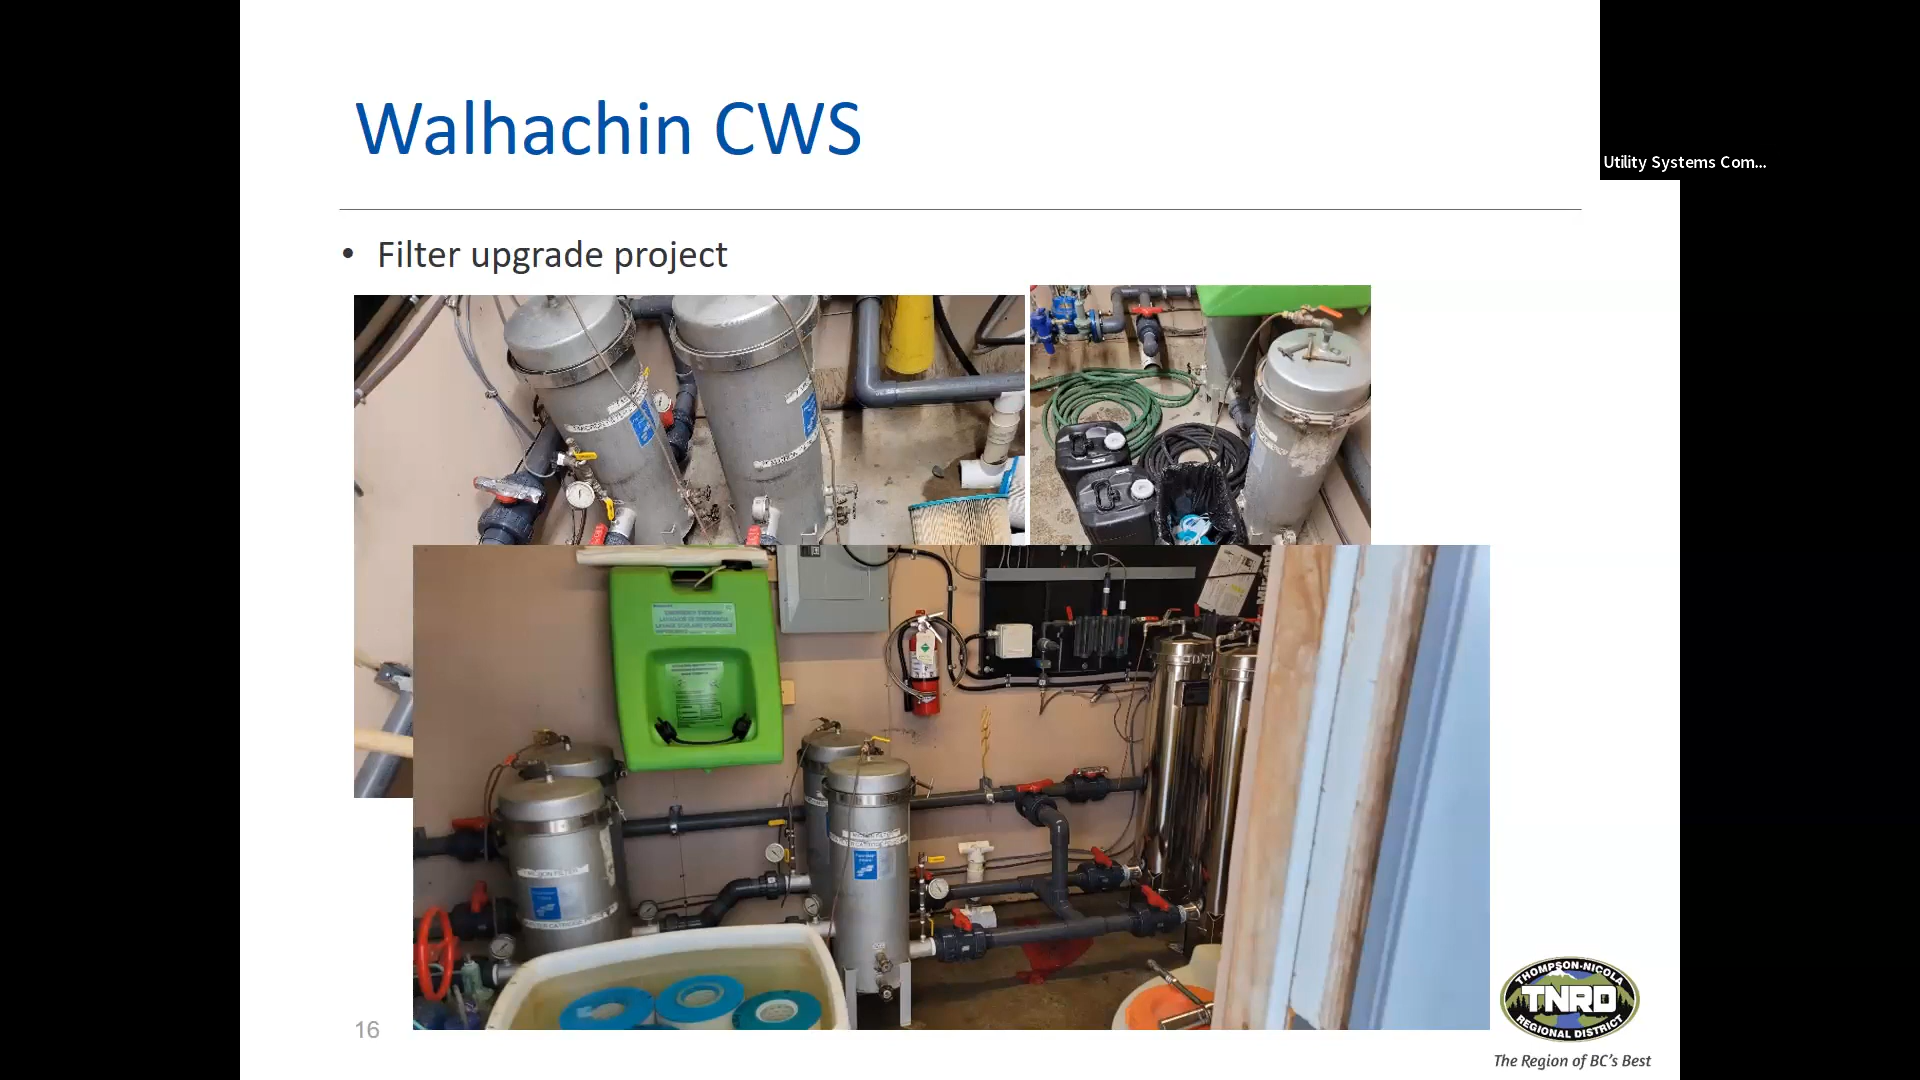 Walhachin CWS
Utility Systems Com...
• Filter upgrade project
16
THOMPSON-NICOLA
TNRD
REGIONAL DISTRICT
The Region of BC's Best